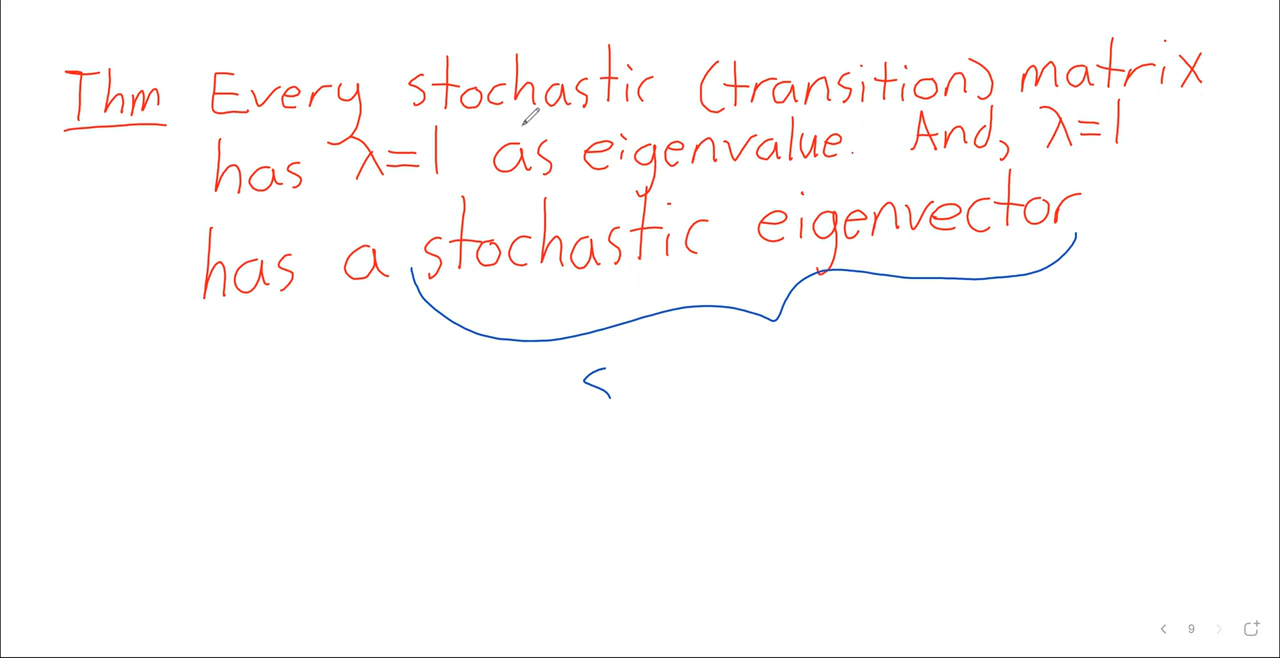 Thm Every stochastic (transition) matrix
has λ=1 as eigenvalue. And, λ=1
has a stochastic eigenvector
9